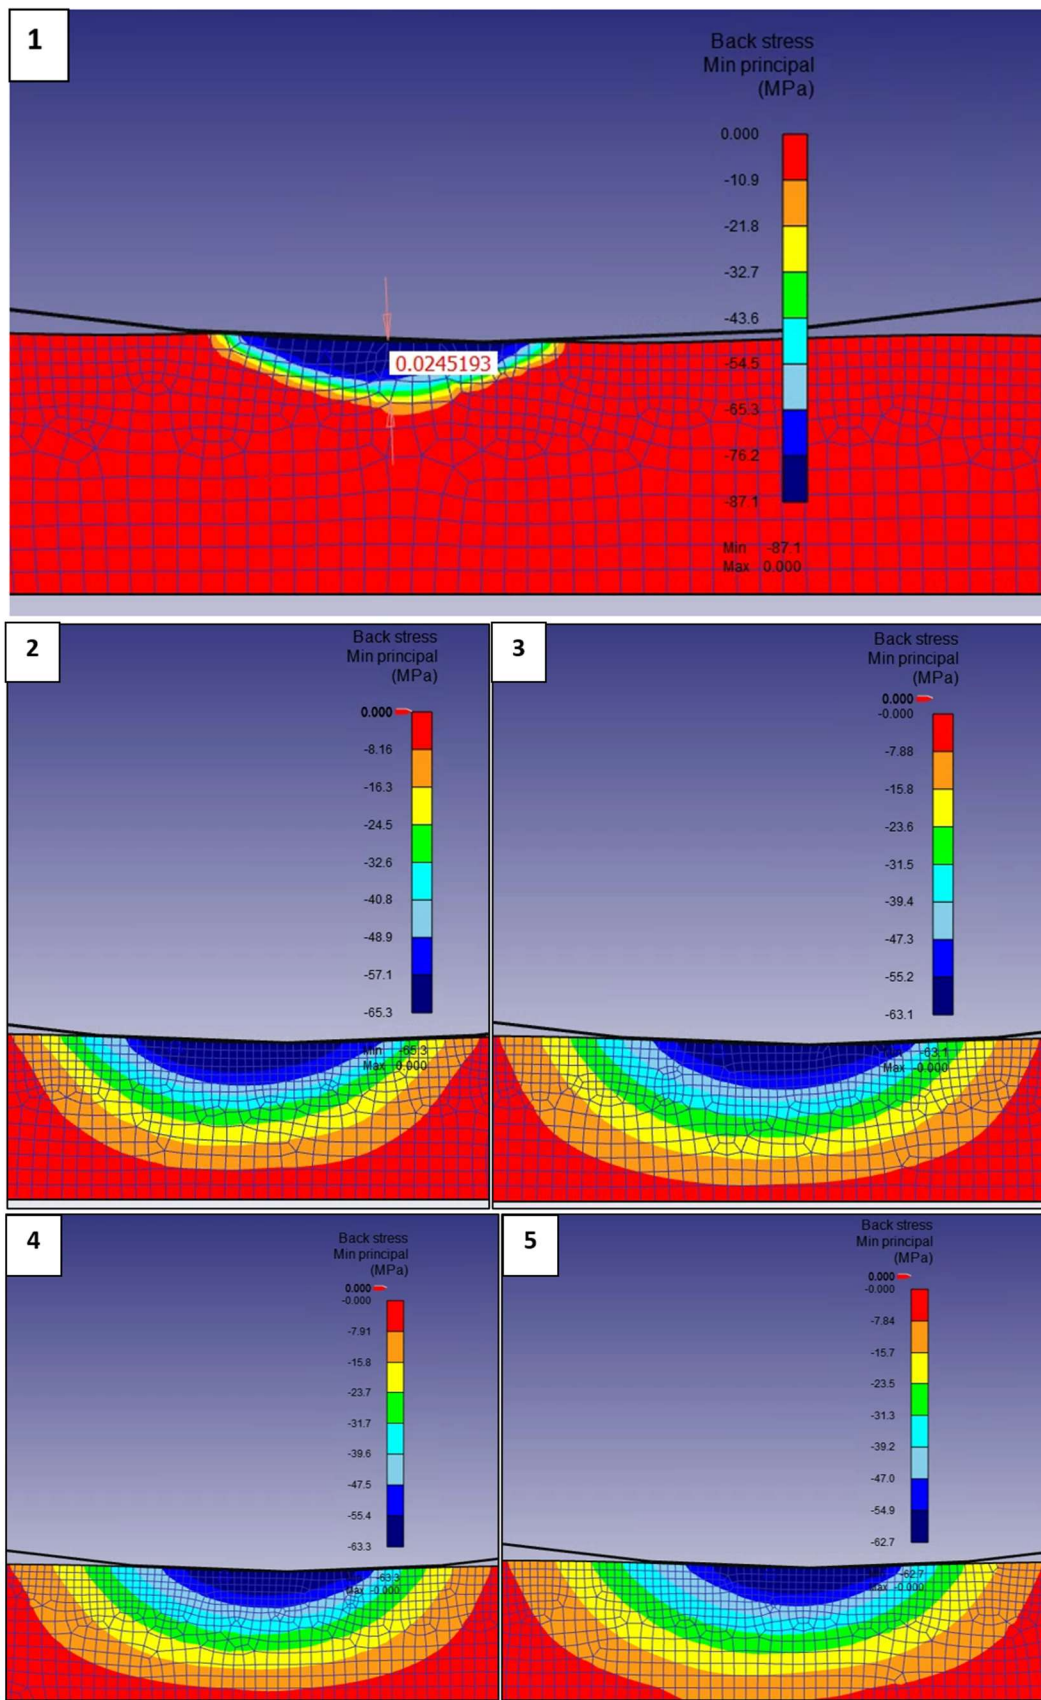 1
Back stress
Min principal
(MPa)
0.000
-10.9
-21.8
-32.7
-43.6
-54.5
-65.3
-76.2
-87.1
Min -87.1
Max 0.000
0.0245193
2
Back stress
Min principal
(MPa)
0.000
-8.16
-16.3
-24.5
-32.6
-40.8
-48.9
-57.1
-65.3
Min -65.3
Max 0.000
3
Back stress
Min principal
(MPa)
0.000
-0.000
-7.88
-15.8
-23.6
-31.5
-39.4
-47.3
-55.2
-63.1
-63.1
Max -0.000
4
Back stress
Min principal
(MPa)
0.000
-0.000
-7.91
-15.8
-23.7
-31.7
-39.6
-47.5
-55.4
-63.3
-63.3
Max -0.000
5
Back stress
Min principal
(MPa)
0.000
-0.000
-7.84
-15.7
-23.5
-31.3
-39.2
-47.0
-54.9
-62.7
-62.7
Max -0.000